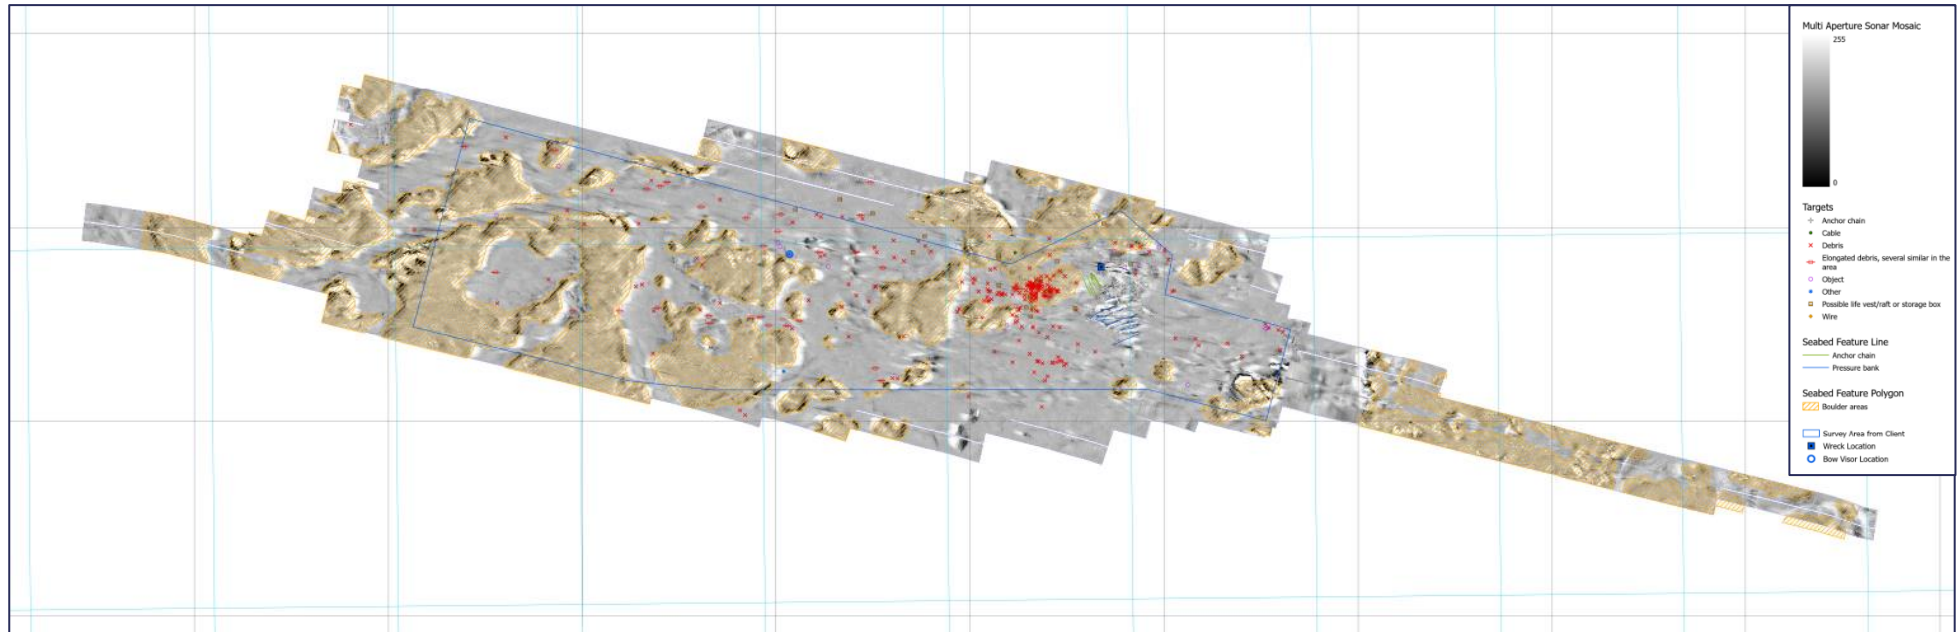 Multi Aperture Sonar Mosaic
255
0
Targets
Anchor chain
Cable
Debris
Elongated debris, several similar in the
area
Object
Other
Possible life vest/raft or storage box
Wire
Seabed Feature Line
Anchor chain
Pressure bank
Seabed Feature Polygon
Boulder areas
Survey Area from Client
Wreck Location
Bow Visor Location